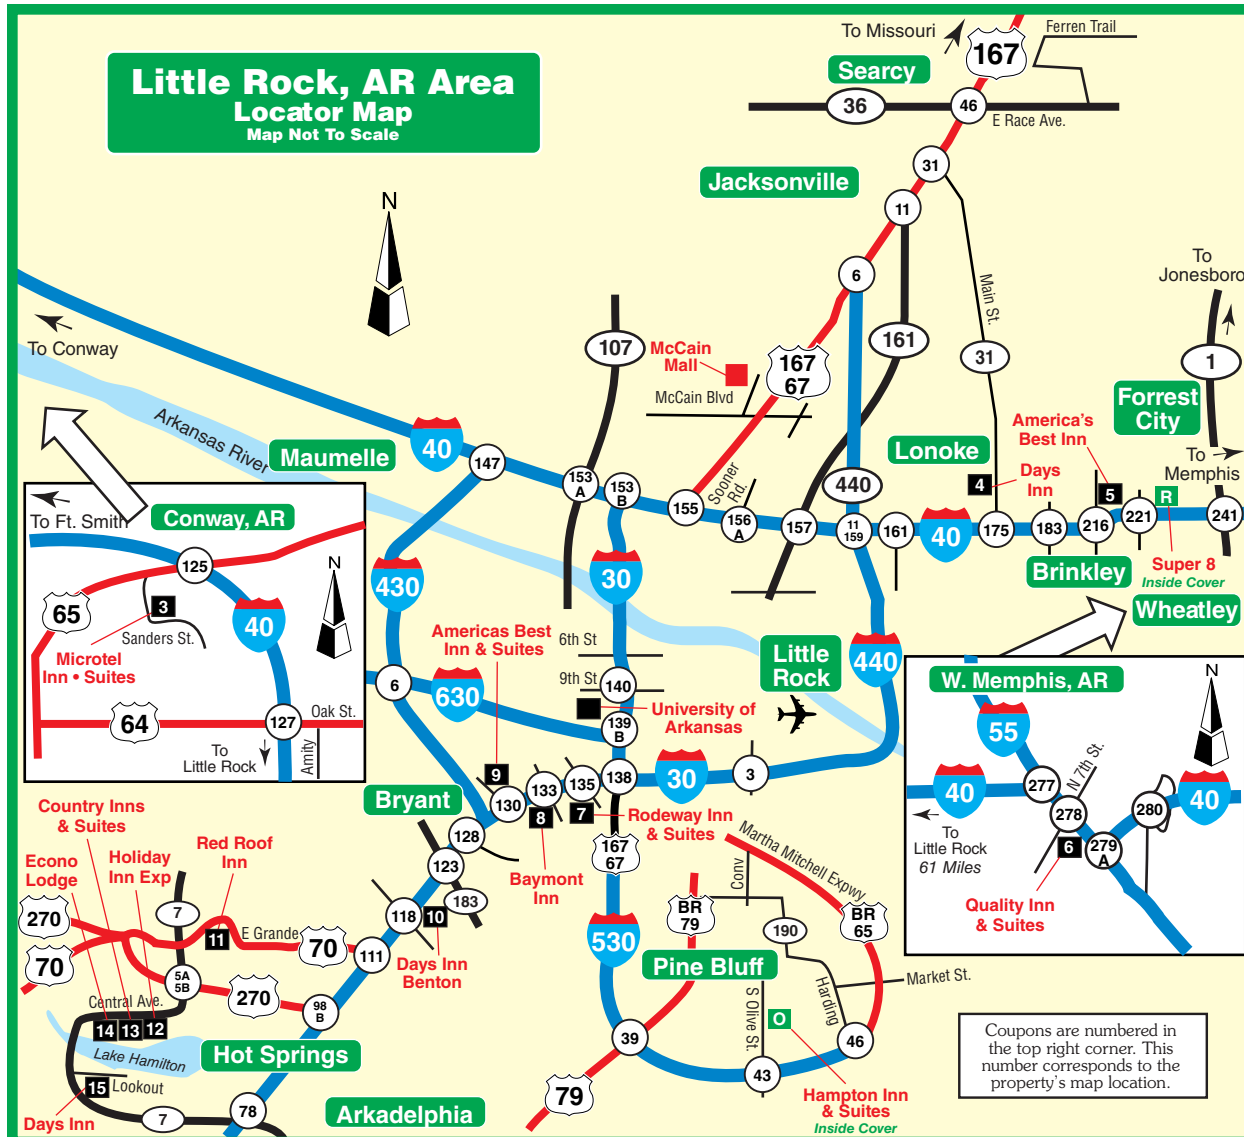 Little Rock, AR Area
Locator Map
Map Not To Scale
To Missouri
167
Ferren Trail
Searcy
36
46
E Race Ave.
31
Jacksonville
11
N
6
Main St.
To
Jonesboro
1
To Conway
107
McCain
Mall
McCain Blvd
167
67
161
31
Forrest
City
America's
Best Inn
Arkansas River
Maumelle
40
147
153
A
153
B
155
Sooner
Rd.
156
A
157
440
11
159
161
Lonoke
40
4
Days
Inn
175
183
5
216
221
R
To
Memphis
241
Super 8
Inside Cover
Brinkley
Wheatley
To Ft. Smith
Conway, AR
125
N
65
3
Sanders St.
40
Microtel
Inn • Suites
64
127
Oak St.
To
Little Rock
Amity
430
30
Americas Best
Inn & Suites
6th St
9th St
140
6
630
University of
Arkansas
139
B
Little
Rock
440
W. Memphis, AR
N
55
40
277
N 7th St.
278
280
40
To
Little Rock
61 Miles
6
279
A
Quality Inn
& Suites
9
130
133
135
138
30
3
8
7
Rodeway Inn
& Suites
Bryant
128
Baymont
Inn
167
67
Martha Mitchell Expwy
Country Inns
& Suites
Econo
Lodge
Holiday
Inn Exp
Red Roof
Inn
123
183
118
10
Days Inn
Benton
7
270
11
E Grande
70
70
111
5A
5B
270
98
B
Central Ave.
14
13
12
Lake Hamilton
Hot Springs
15
Lookout
Days Inn
7
78
Arkadelphia
530
BR
79
Conv
190
BR
65
Pine Bluff
Market St.
S Olive St.
O
Harding
39
46
43
79
Hampton Inn
& Suites
Inside Cover
Coupons are numbered in
the top right corner. This
number corresponds to the
property's map location.